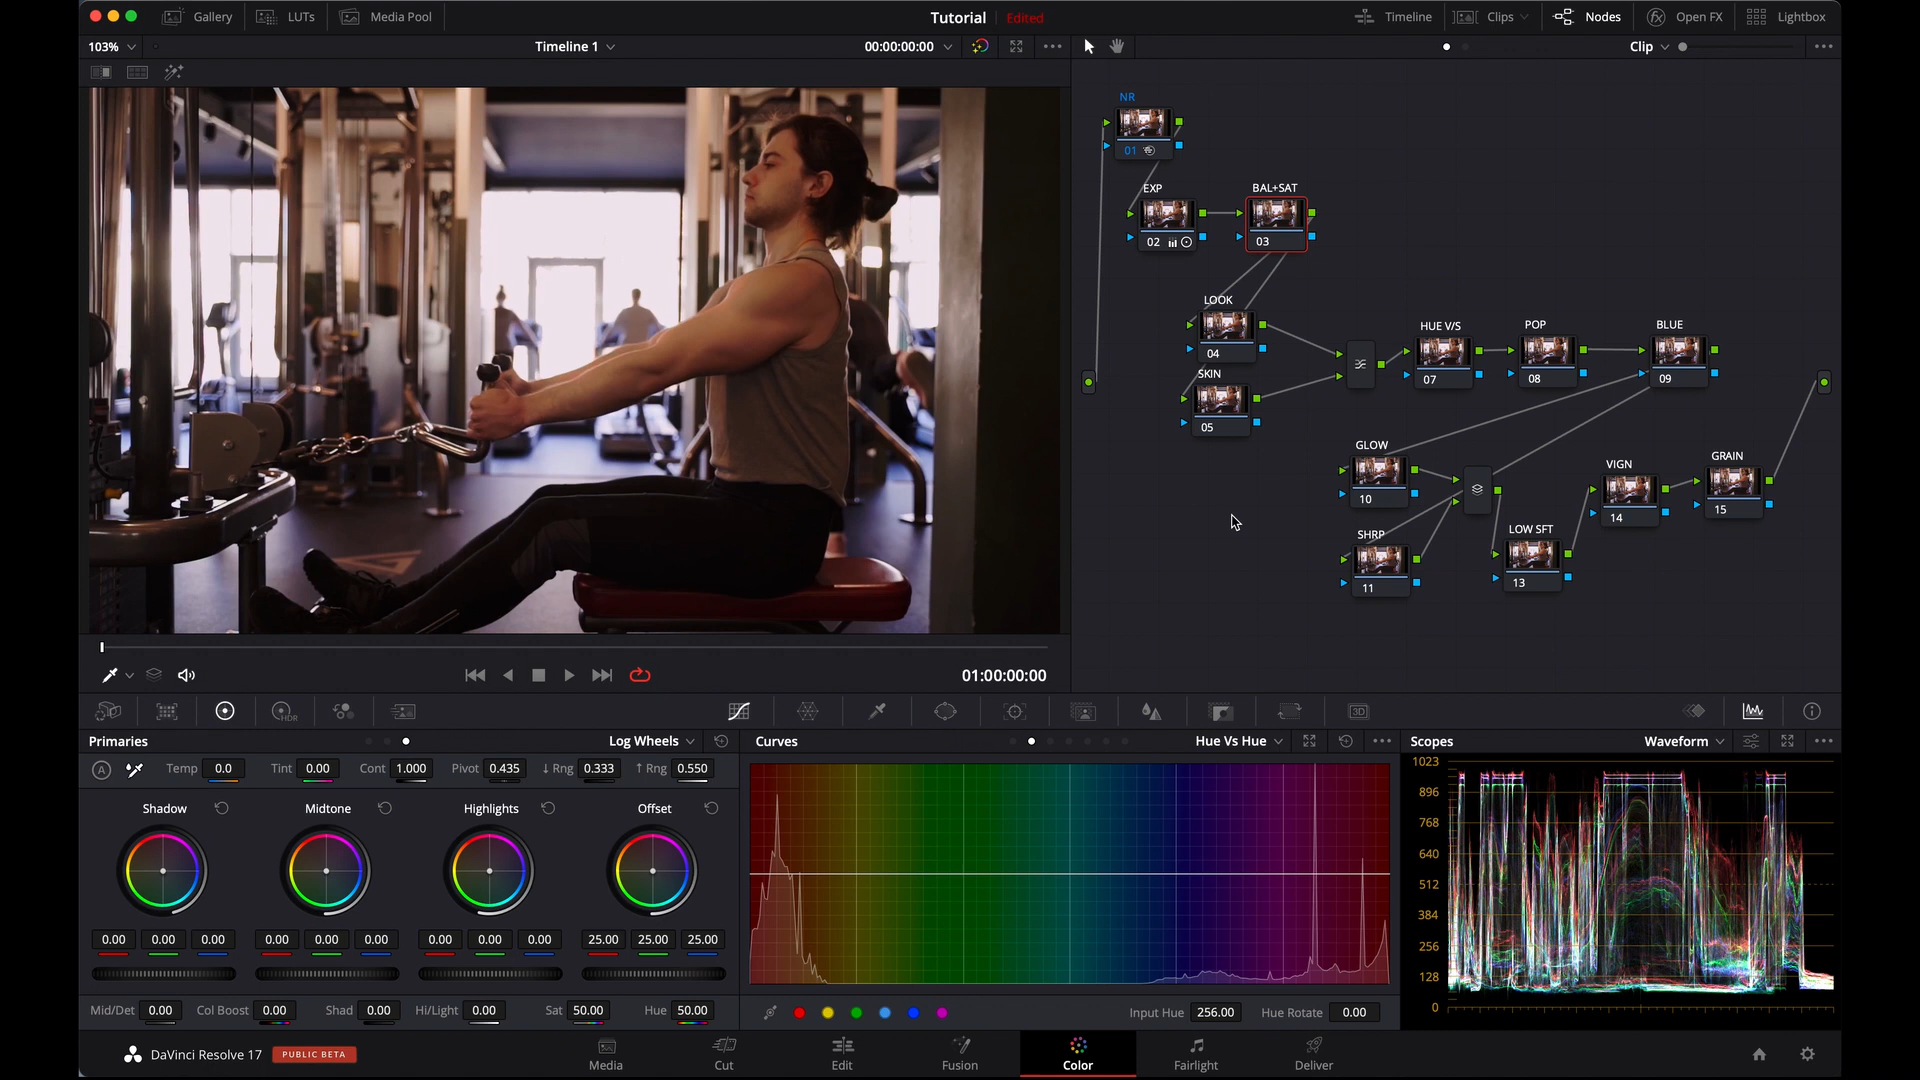 Gallery LUTs Media Pool Tutorial Edited Timeline Clips Nodes Open FX Lightbox
103% Timeline 1 00:00:00:00 Clip
NR
01
EXP BAL+SAT
02 03
LOOK
04
SKIN
05
HUE V/S POP BLUE
07 08 09
GLOW
10
SHRP
11
LOW SFT
13
VIGN
14
GRAIN
15
01:00:00:00
HDR 3D
Primaries Log Wheels Curves Hue Vs Hue Scopes Waveform
A Temp 0.0 Tint 0.00 Cont 1.000 Pivot 0.435 ↓ Rng 0.333 ↑ Rng 0.550
Shadow Midtone Highlights Offset
0.00 0.00 0.00 0.00 0.00 0.00 0.00 0.00 0.00 25.00 25.00 25.00
Mid/Det 0.00 Col Boost 0.00 Shad 0.00 Hi/Light 0.00 Sat 50.00 Hue 50.00
Input Hue 256.00 Hue Rotate 0.00
1023
896
768
640
512
384
256
128
0
DaVinci Resolve 17 PUBLIC BETA Media Cut Edit Fusion Color Fairlight Deliver